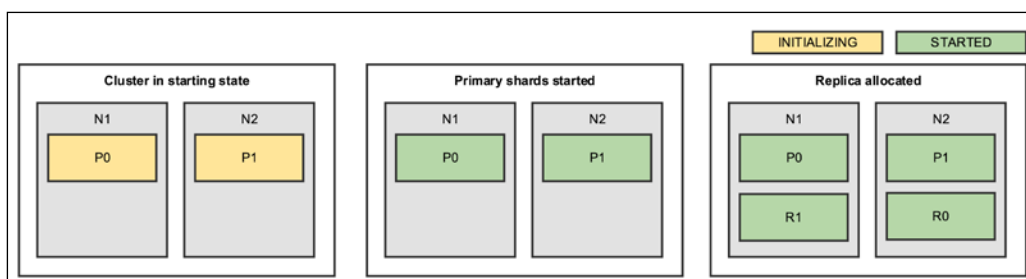 INITIALIZING STARTED
Cluster in starting state Primary shards started Replica allocated
N1 N2 N1 N2 N1 N2
P0 P1 P0 P1 P0 P1
R1 R0